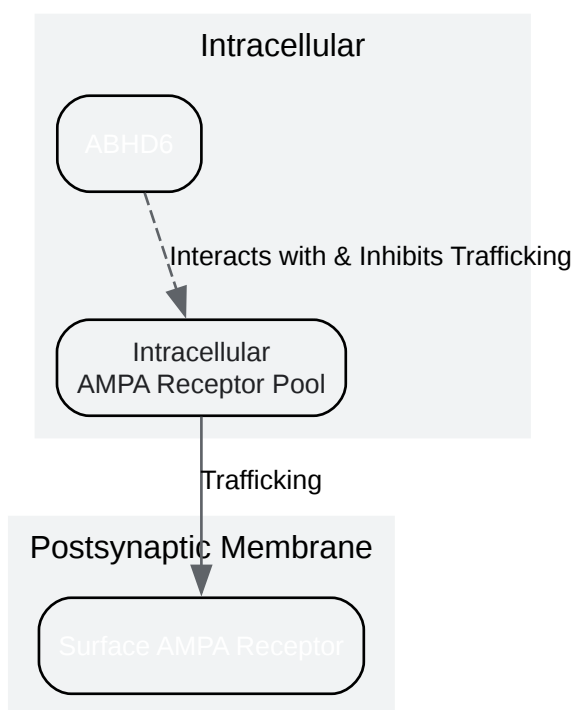 Intracellular
ABHD6
Interacts with & Inhibits Trafficking
Intracellular
AMPA Receptor Pool
Trafficking
Postsynaptic Membrane
Surface AMPA Receptor